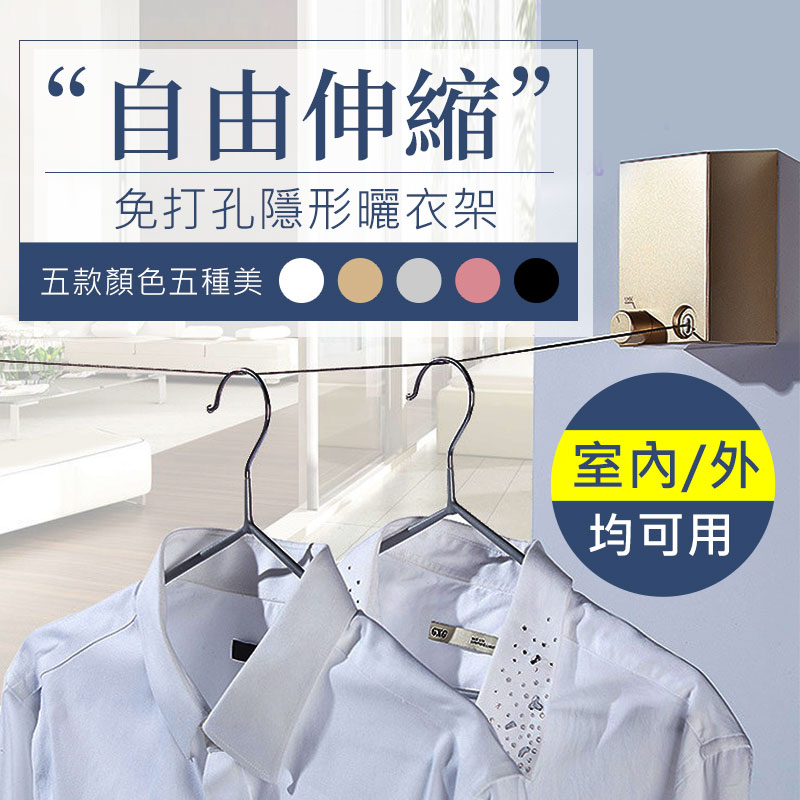 “自由伸縮”
免打孔隱形曬衣架
五款顏色五種美
室內/外
均可用